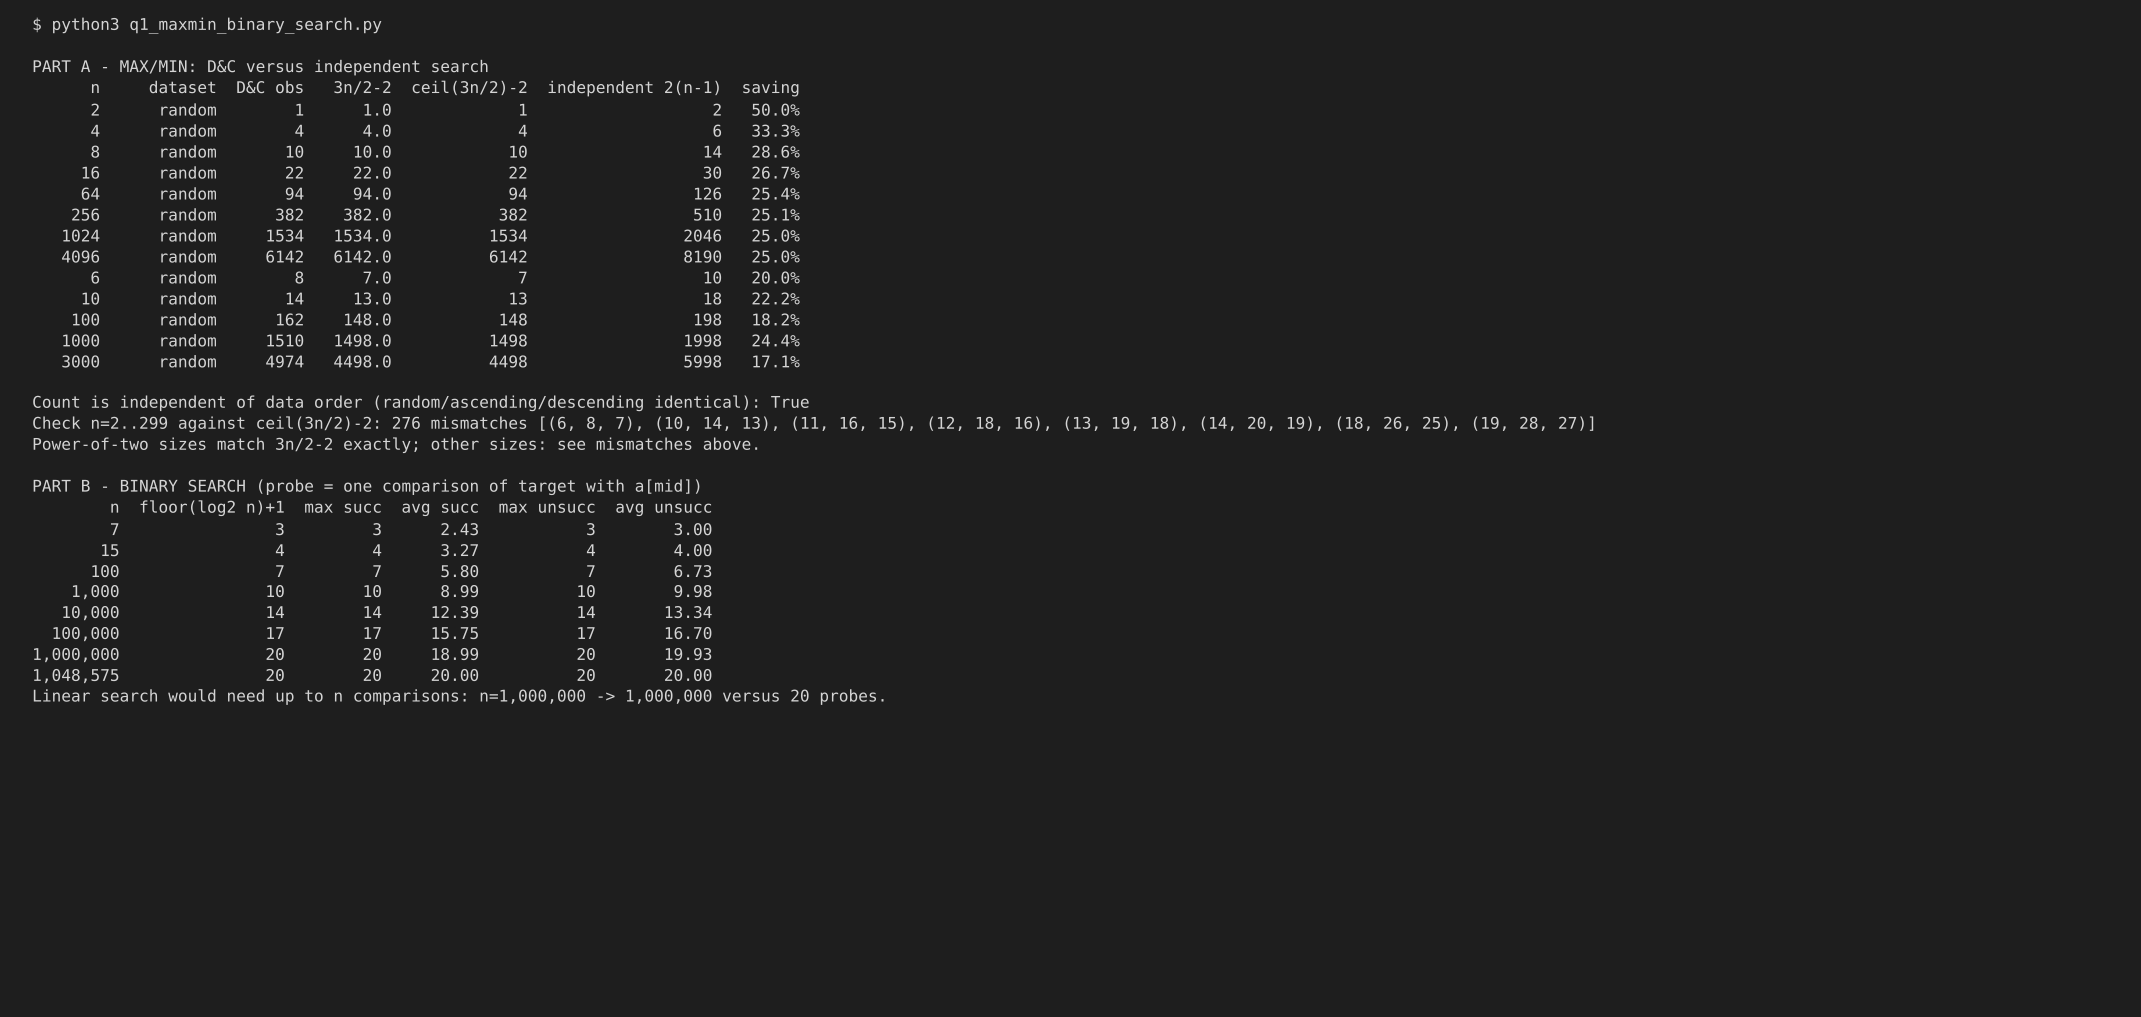 $ python3 q1_maxmin_binary_search.py
PART A - MAX/MIN: D&C versus independent search
n dataset D&C obs 3n/2-2 ceil(3n/2)-2 independent 2(n-1) saving
2 random 1 1.0 1 2 50.0%
4 random 4 4.0 4 6 33.3%
8 random 10 10.0 10 14 28.6%
16 random 22 22.0 22 30 26.7%
64 random 94 94.0 94 126 25.4%
256 random 382 382.0 382 510 25.1%
1024 random 1534 1534.0 1534 2046 25.0%
4096 random 6142 6142.0 6142 8190 25.0%
6 random 8 7.0 7 10 20.0%
10 random 14 13.0 13 18 22.2%
100 random 162 148.0 148 198 18.2%
1000 random 1510 1498.0 1498 1998 24.4%
3000 random 4974 4498.0 4498 5998 17.1%
Count is independent of data order (random/ascending/descending identical): True
Check n=2..299 against ceil(3n/2)-2: 276 mismatches [(6, 8, 7), (10, 14, 13), (11, 16, 15), (12, 18, 16), (13, 19, 18), (14, 20, 19), (18, 26, 25), (19, 28, 27)]
Power-of-two sizes match 3n/2-2 exactly; other sizes: see mismatches above.
PART B - BINARY SEARCH (probe = one comparison of target with a[mid])
n floor(log2 n)+1 max succ avg succ max unsucc avg unsucc
7 3 3 2.43 3 3.00
15 4 4 3.27 4 4.00
100 7 7 5.80 7 6.73
1,000 10 10 8.99 10 9.98
10,000 14 14 12.39 14 13.34
100,000 17 17 15.75 17 16.70
1,000,000 20 20 18.99 20 19.93
1,048,575 20 20 20.00 20 20.00
Linear search would need up to n comparisons: n=1,000,000 -> 1,000,000 versus 20 probes.